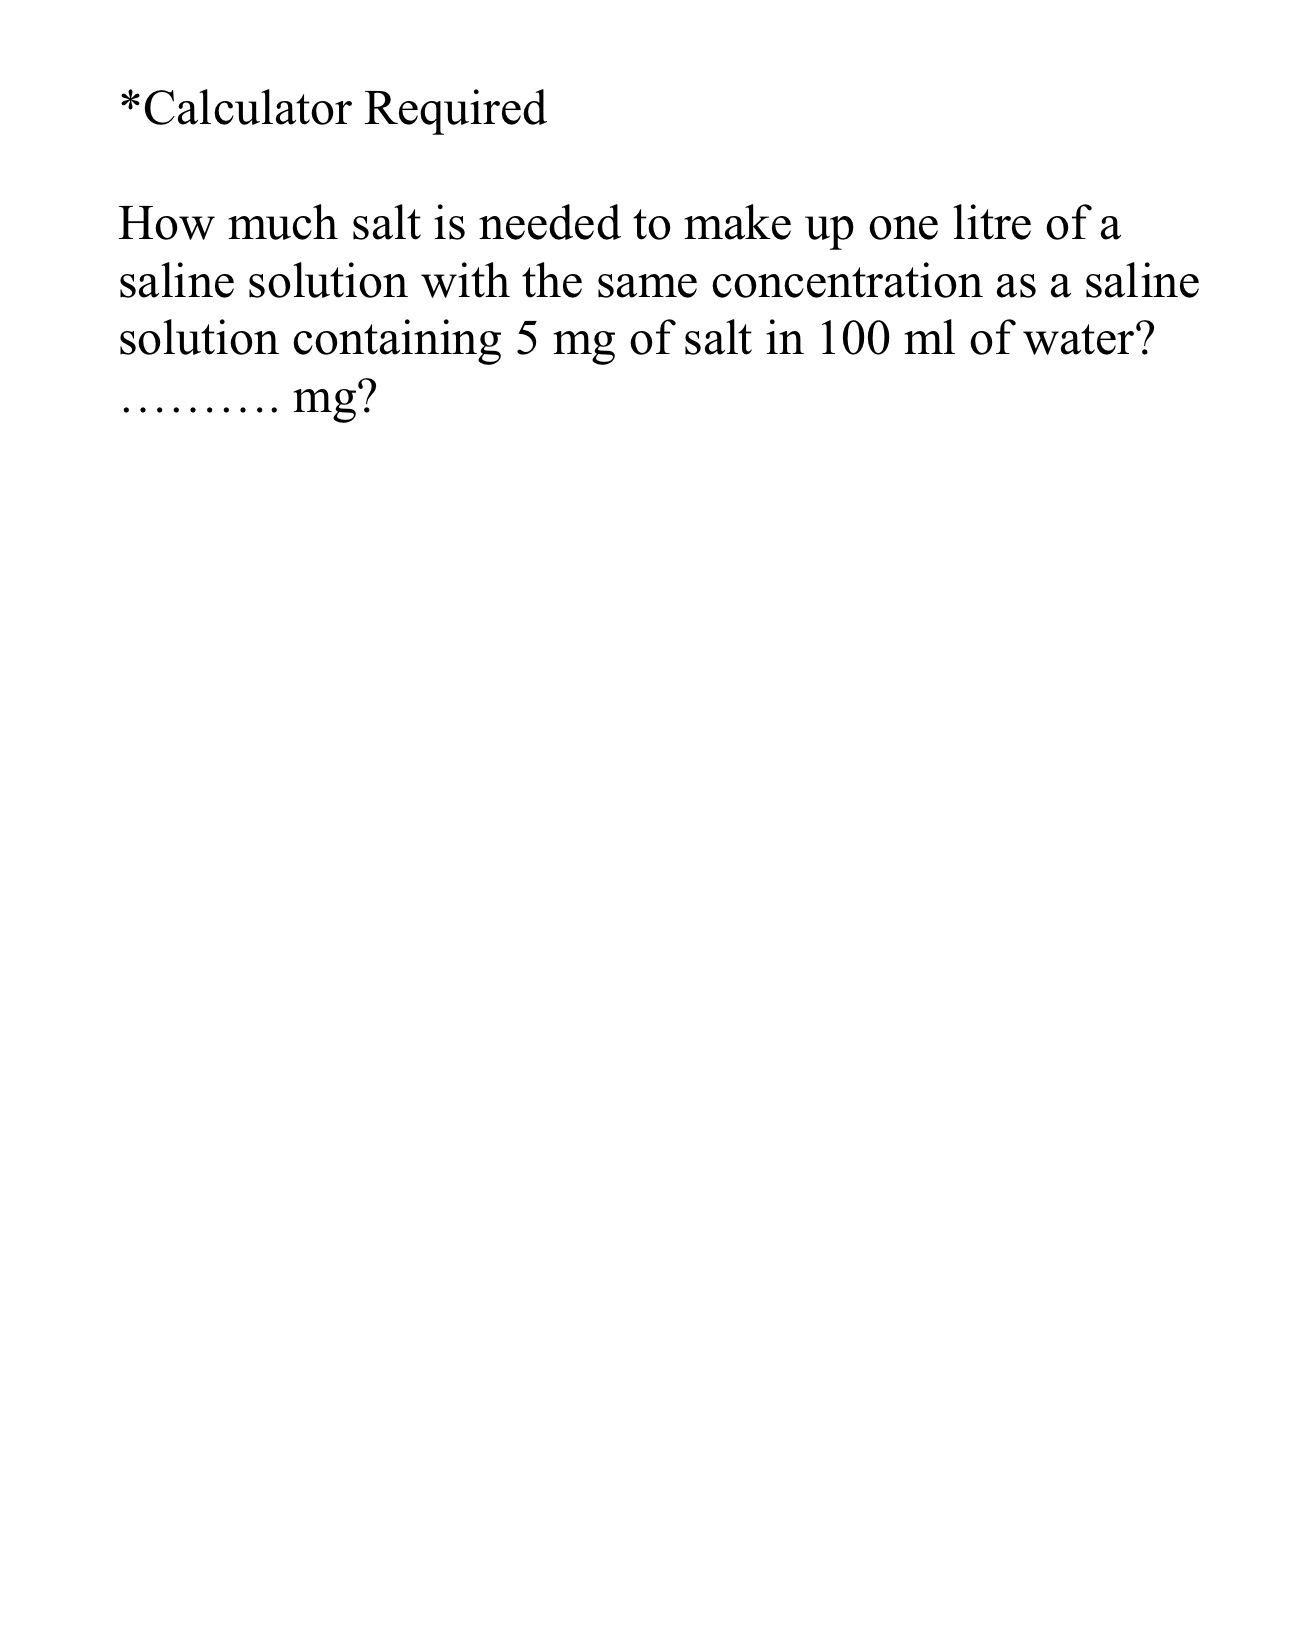 *Calculator Required
How much salt is needed to make up one litre of a
saline solution with the same concentration as a saline
solution containing 5 mg of salt in 100 ml of water?
………. mg?